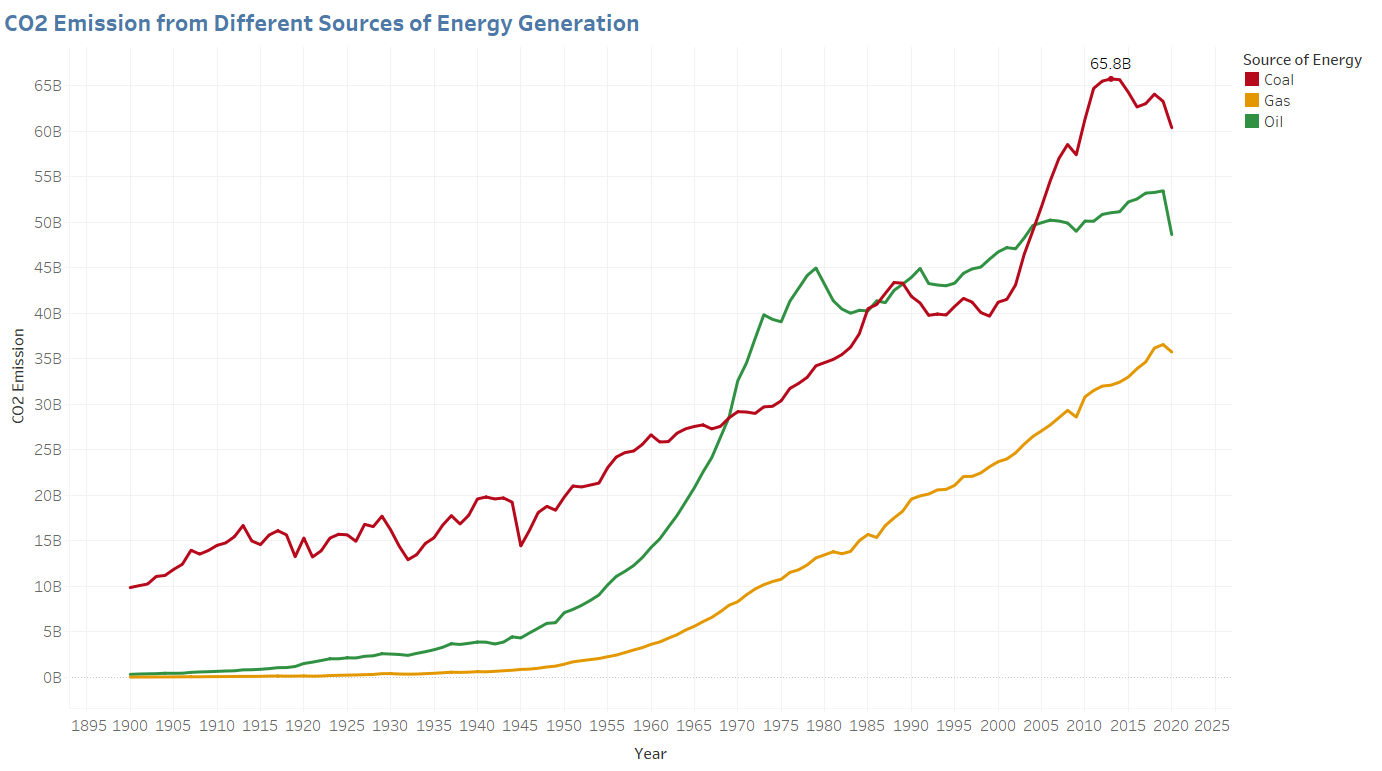 CO2 Emission from Different Sources of Energy Generation
65.8B
Source of Energy
Coal
Gas
Oil
65B
60B
55B
50B
45B
40B
35B
30B
25B
20B
15B
10B
5B
0B
CO2 Emission
1895 1900 1905 1910 1915 1920 1925 1930 1935 1940 1945 1950 1955 1960 1965 1970 1975 1980 1985 1990 1995 2000 2005 2010 2015 2020 2025
Year